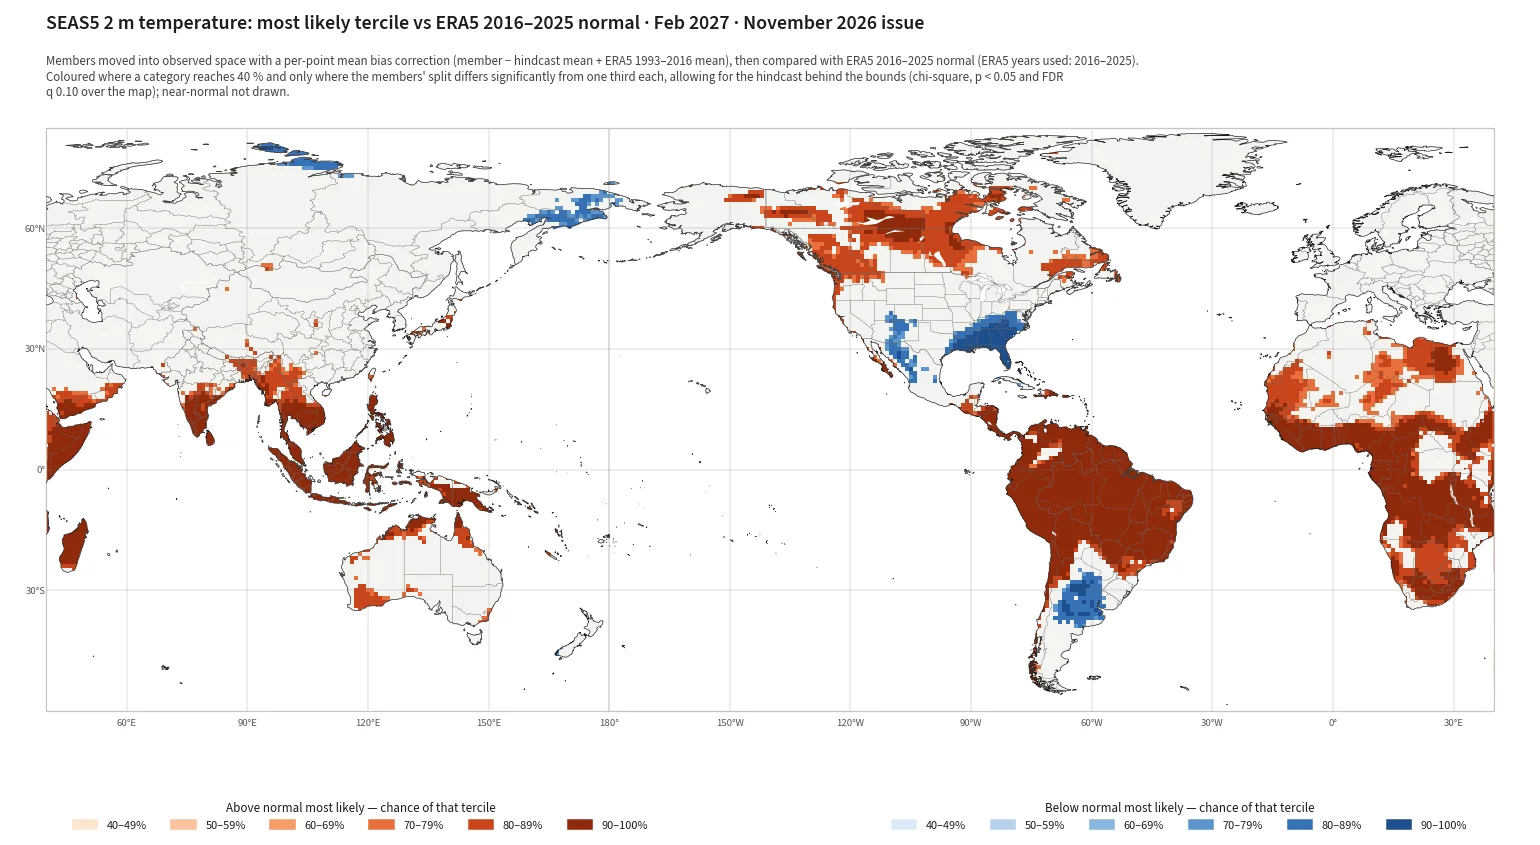 SEAS5 2 m temperature: most likely tercile vs ERA5 2016–2025 normal · Feb 2027 · November 2026 issue
Members moved into observed space with a per-point mean bias correction (member − hindcast mean + ERA5 1993–2016 mean), then compared with ERA5 2016–2025 normal (ERA5 years used: 2016–2025).
Coloured where a category reaches 40 % and only where the members' split differs significantly from one third each, allowing for the hindcast behind the bounds (chi-square, p < 0.05 and FDR
q 0.10 over the map); near-normal not drawn.
60°N
30°N
0°
30°S
60°E 90°E 120°E 150°E 180° 150°W 120°W 90°W 60°W 30°W 0° 30°E
Above normal most likely — chance of that tercile
40–49% 50–59% 60–69% 70–79% 80–89% 90–100%
Below normal most likely — chance of that tercile
40–49% 50–59% 60–69% 70–79% 80–89% 90–100%